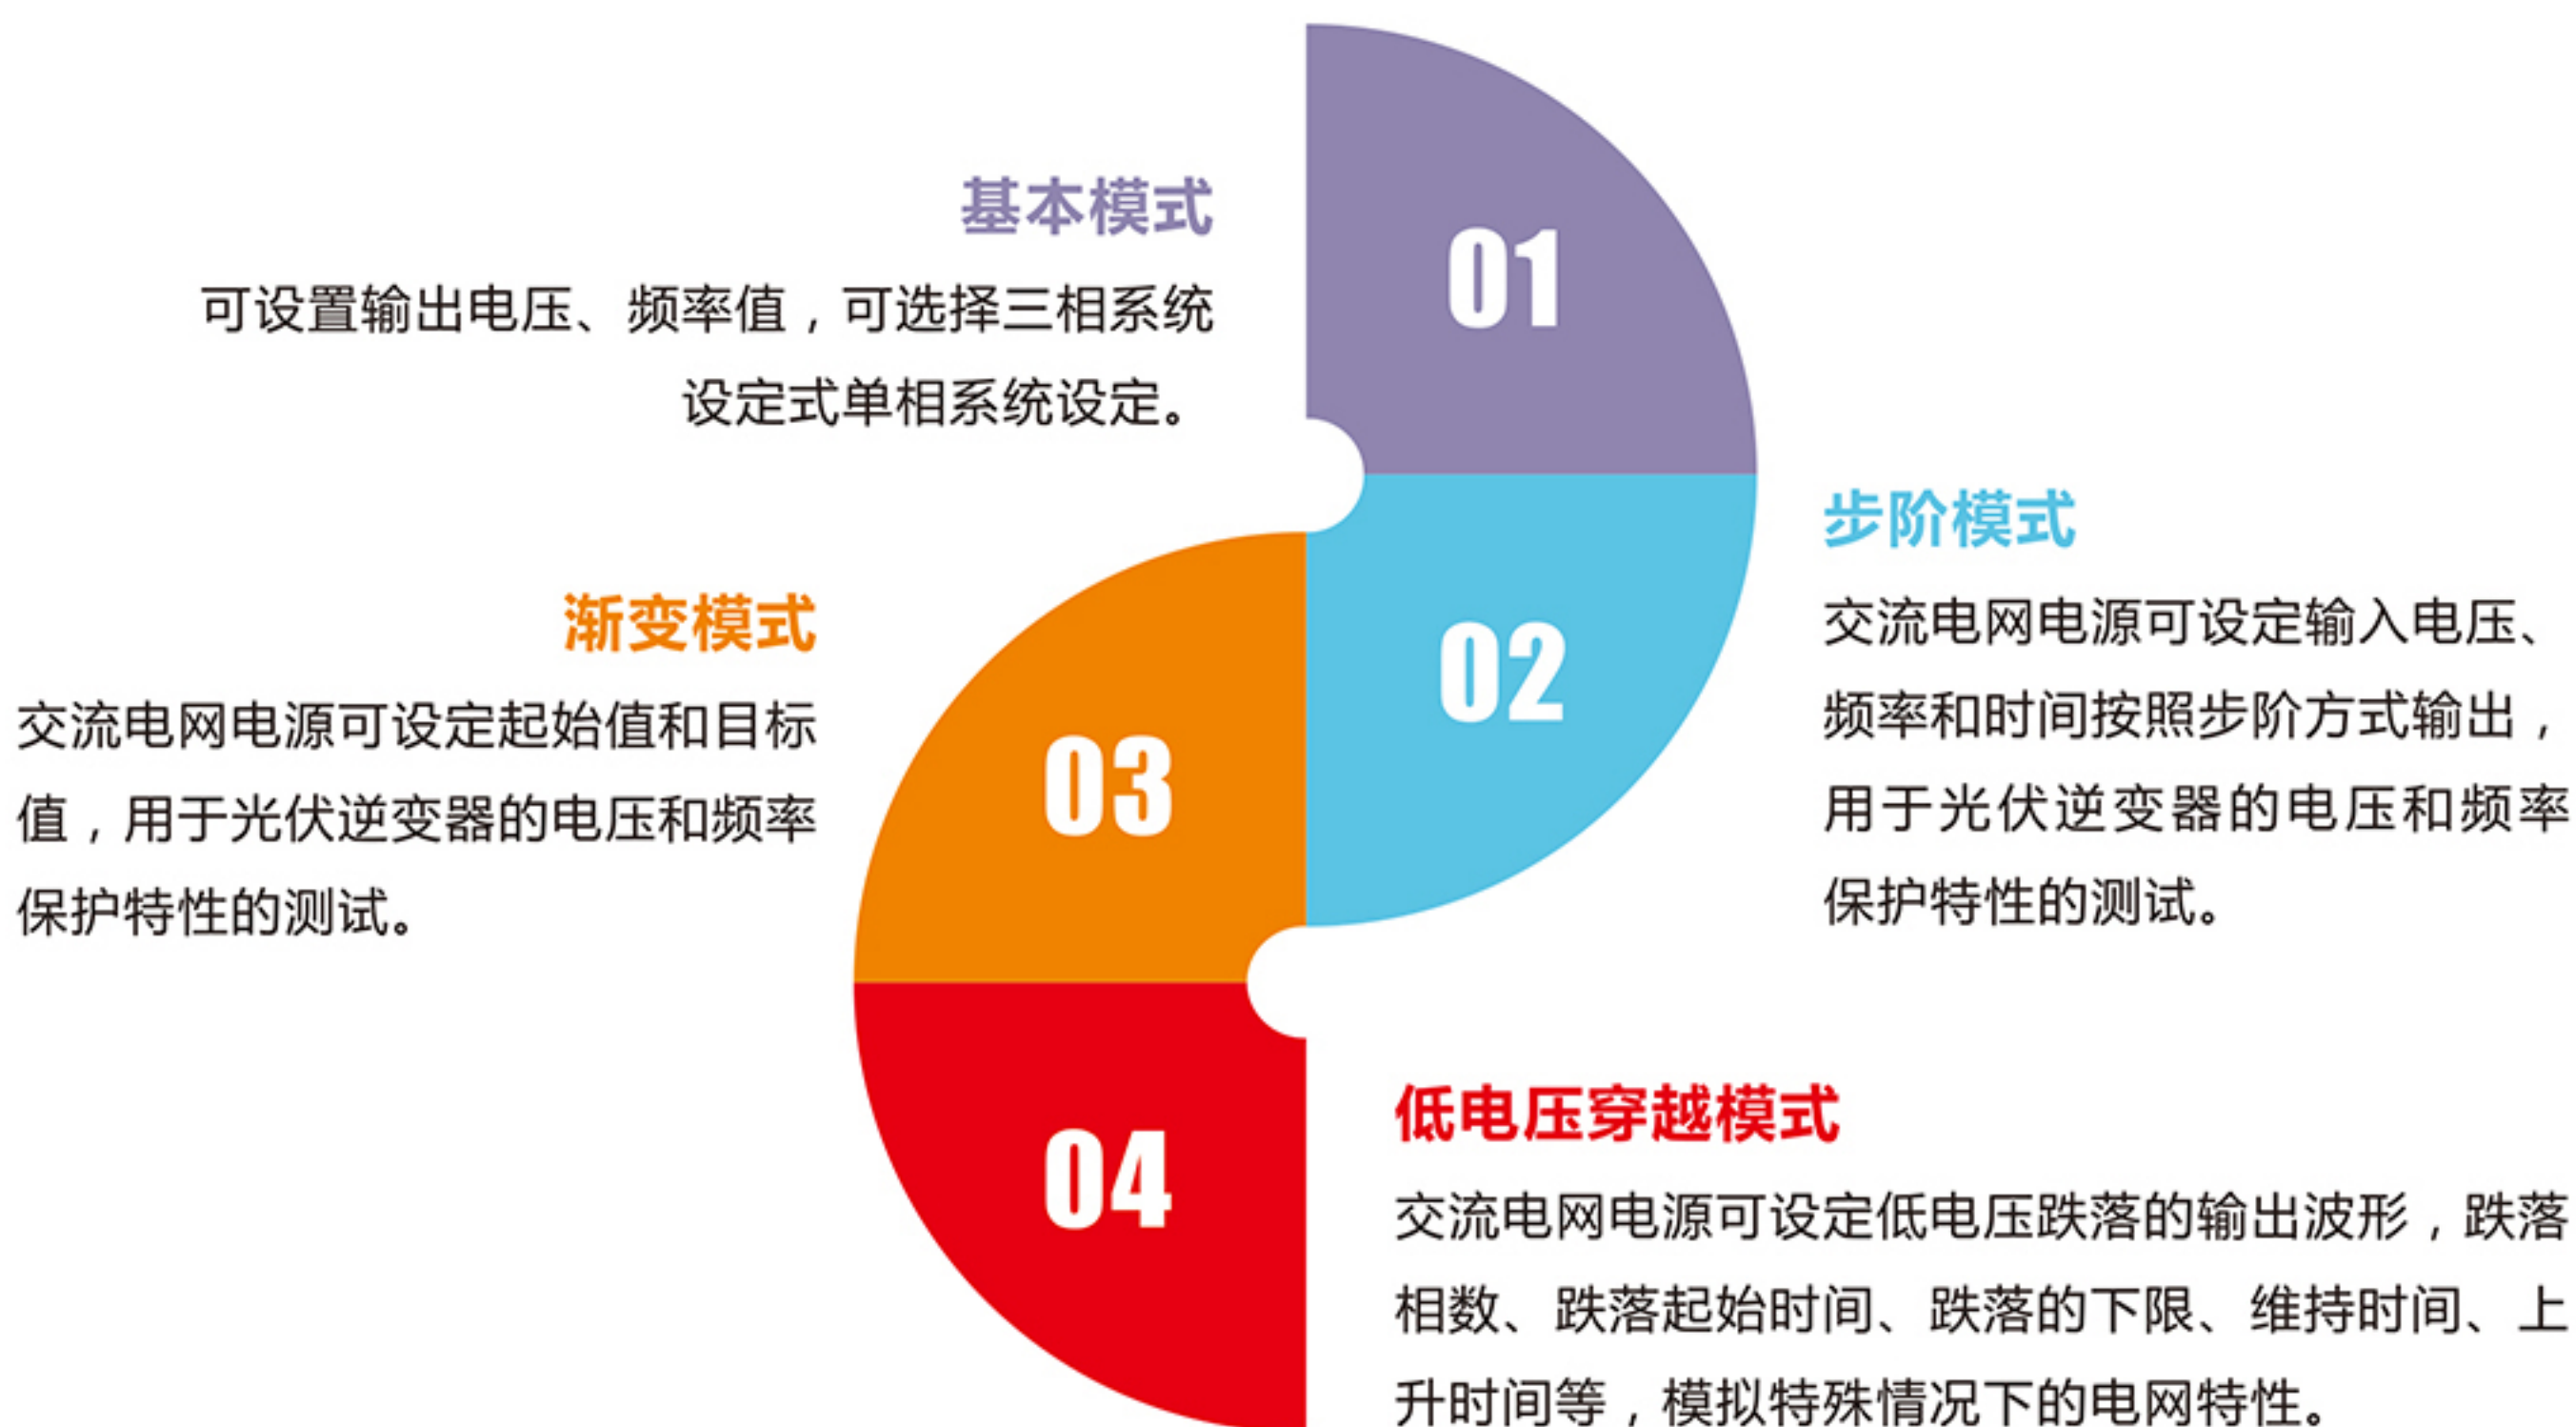 基本模式
可设置输出电压、频率值，可选择三相系统
设定式单相系统设定。
01
步阶模式
交流电网电源可设定输入电压、
频率和时间按照步阶方式输出，
用于光伏逆变器的电压和频率
保护特性的测试。
02
渐变模式
交流电网电源可设定起始值和目标
值，用于光伏逆变器的电压和频率
保护特性的测试。
03
低电压穿越模式
交流电网电源可设定低电压跌落的输出波形，跌落
相数、跌落起始时间、跌落的下限、维持时间、上
升时间等，模拟特殊情况下的电网特性。
04